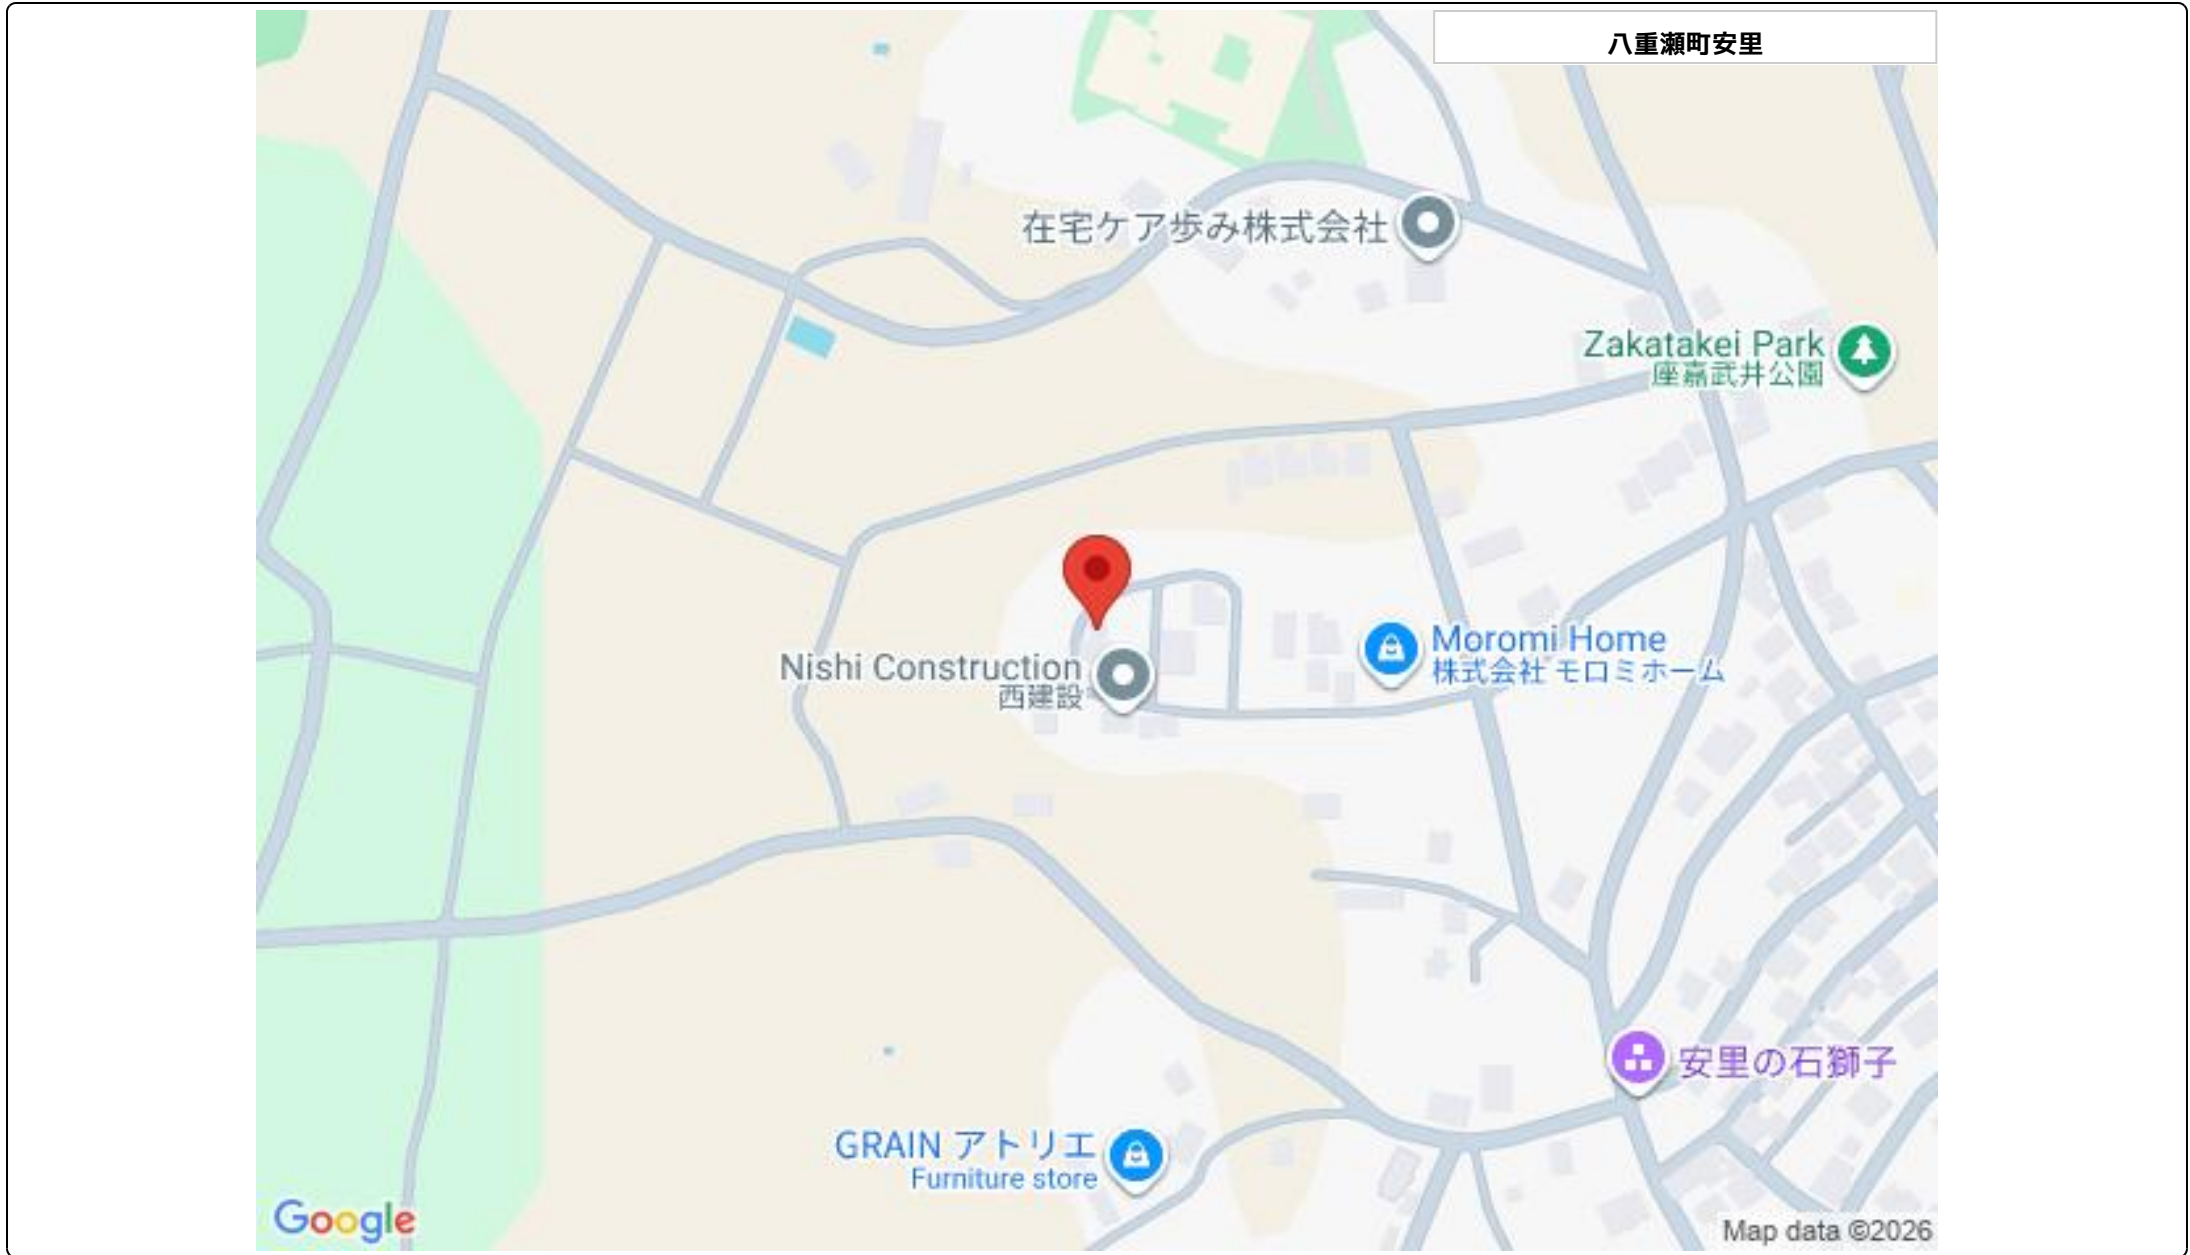 八重瀬町安里
在宅ケア歩み株式会社
Zakatakei Park
座嘉武井公園
Moromi Home
株式会社 モロミホーム
Nishi Construction
西建設
安里の石獅子
GRAIN アトリエ
Furniture store
Google
Map data ©2026